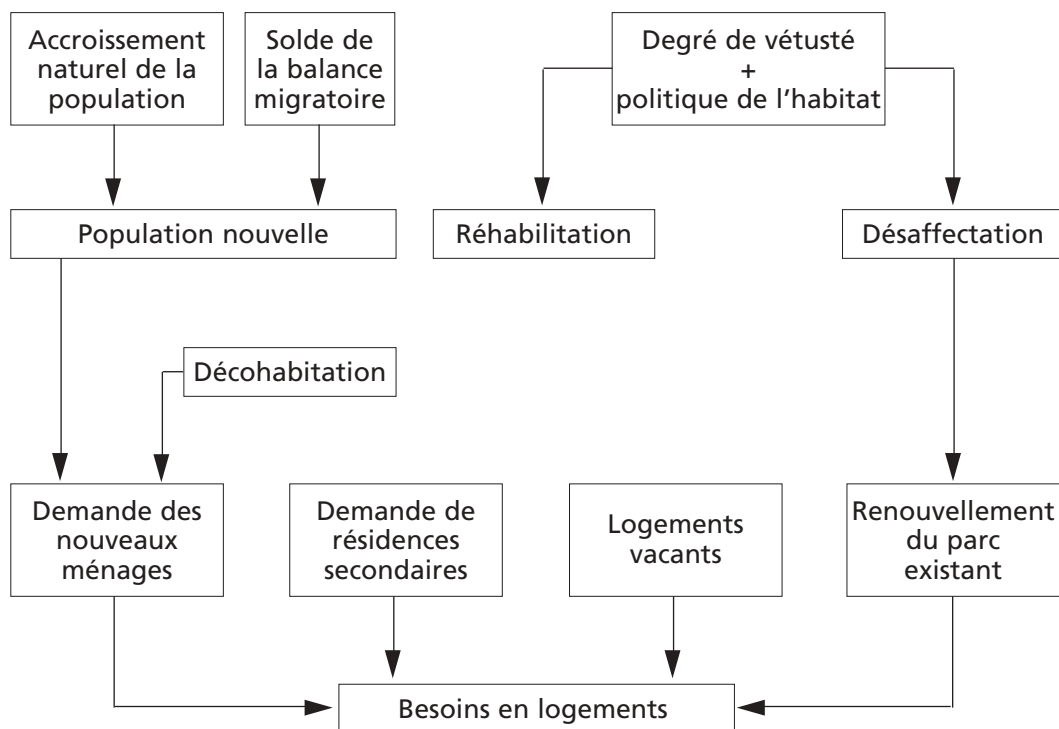 Accroissement
naturel de la
population
Solde de
la balance
migratoire
Degré de vétusté
+
politique de l'habitat
Population nouvelle
Réhabilitation
Désaffectation
Décohabitation
Demande des
nouveaux
ménages
Demande de
résidences
secondaires
Logements
vacants
Renouvellement
du parc
existant
Besoins en logements